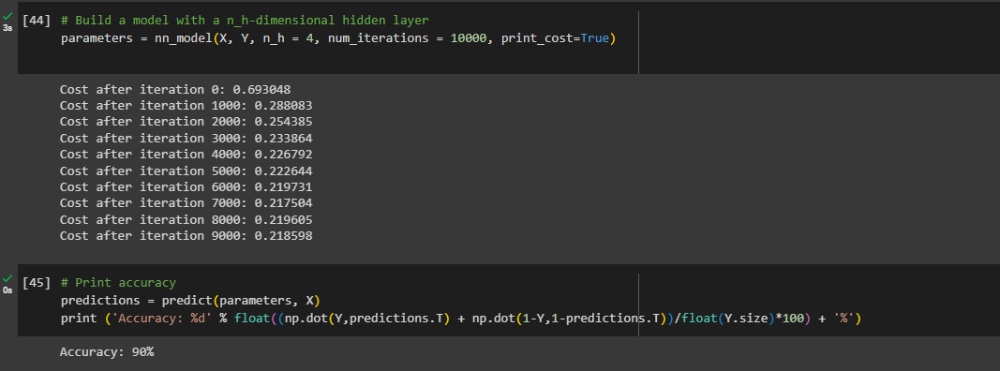 [44] # Build a model with a n_h-dimensional hidden layer
3s parameters = nn_model(X, Y, n_h = 4, num_iterations = 10000, print_cost=True)
Cost after iteration 0: 0.693048
Cost after iteration 1000: 0.288083
Cost after iteration 2000: 0.254385
Cost after iteration 3000: 0.233864
Cost after iteration 4000: 0.226792
Cost after iteration 5000: 0.222644
Cost after iteration 6000: 0.219731
Cost after iteration 7000: 0.217504
Cost after iteration 8000: 0.219605
Cost after iteration 9000: 0.218598
[45] # Print accuracy
0s predictions = predict(parameters, X)
print ('Accuracy: %d' % float((np.dot(Y,predictions.T) + np.dot(1-Y,1-predictions.T))/float(Y.size)*100) + '%')
Accuracy: 90%